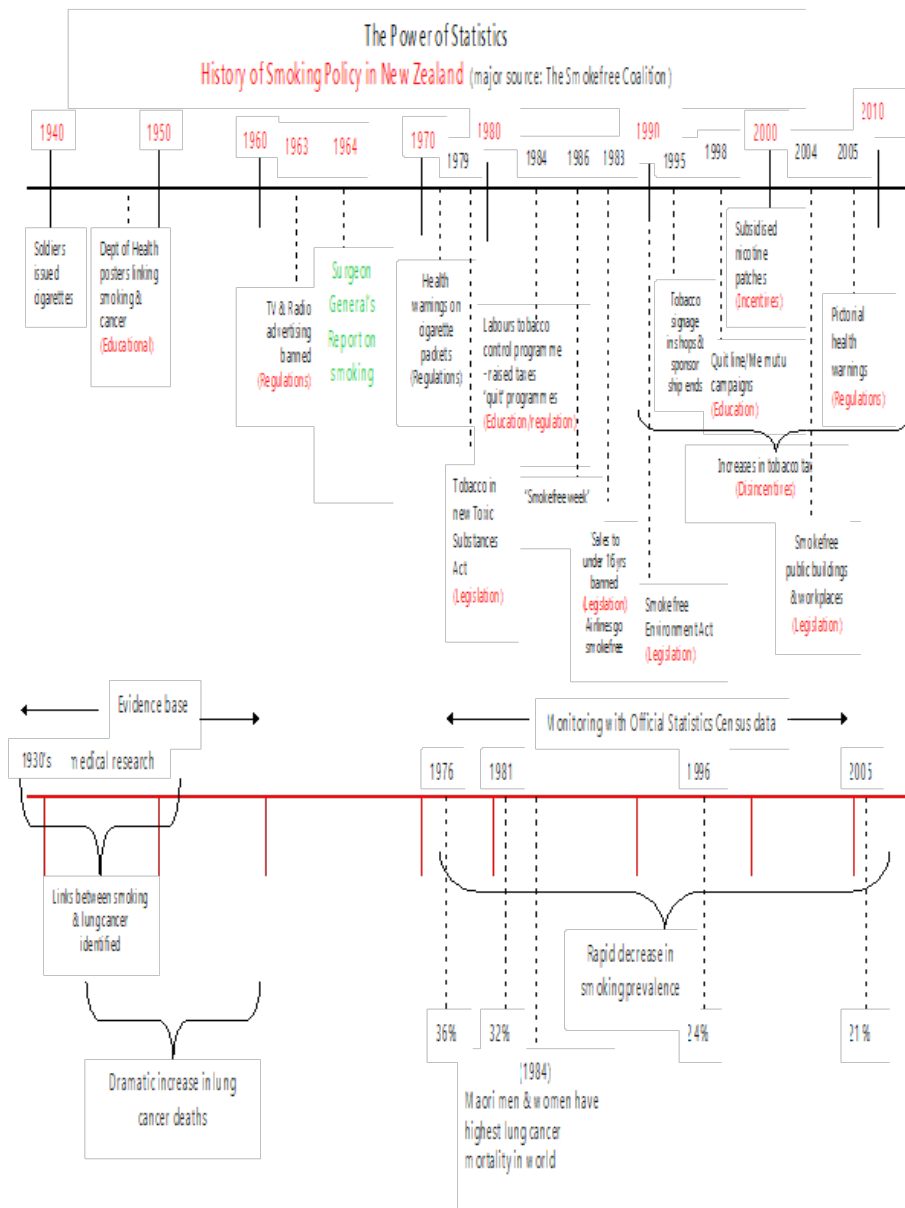 The Power of Statistics
History of Smoking Policy in New Zealand (major source: The Smokefree Coalition)
1940
1950
1960
1963
1964
1970
1979
1980
1984
1986
1983
1990
1995
1998
2000
2004
2005
2010
Soldiers
issued
cigarettes
Dept of Health
posters linking
smoking &
cancer
(Educational)
TV & Radio
advertising
banned
(Regulations)
Surgeon
General's
Report on
smoking
Health
warnings on
cigarette
packets
(Regulations)
Labours tobacco
control programme
- raised taxes
'quit' programmes
(Education/regulation)
Tobacco
signage
in shops &
sponsor
ship ends
Subsidised
nicotine
patches
(Incentives)
Quit line/Me mutu
campaigns
(Education)
Pictorial
health
warnings
(Regulations)
Increases in tobacco tax
(Disincentives)
Tobacco in
new Toxic
Substances
Act
(Legislation)
'Smokefree week'
'Sales to
under 16 yrs
banned
(Legislation)
Airlines go
smokefree
Smokefree
Environment Act
(Legislation)
Smokefree
public buildings
& workplaces
(Legislation)
Evidence base
1930's medical research
Monitoring with Official Statistics Census data
1976
1981
1996
2005
Links between smoking
& lung cancer
identified
Rapid decrease in
smoking prevalence
36%
32%
24%
21%
Dramatic increase in lung
cancer deaths
(1984)
Maori men & women have
highest lung cancer
mortality in world